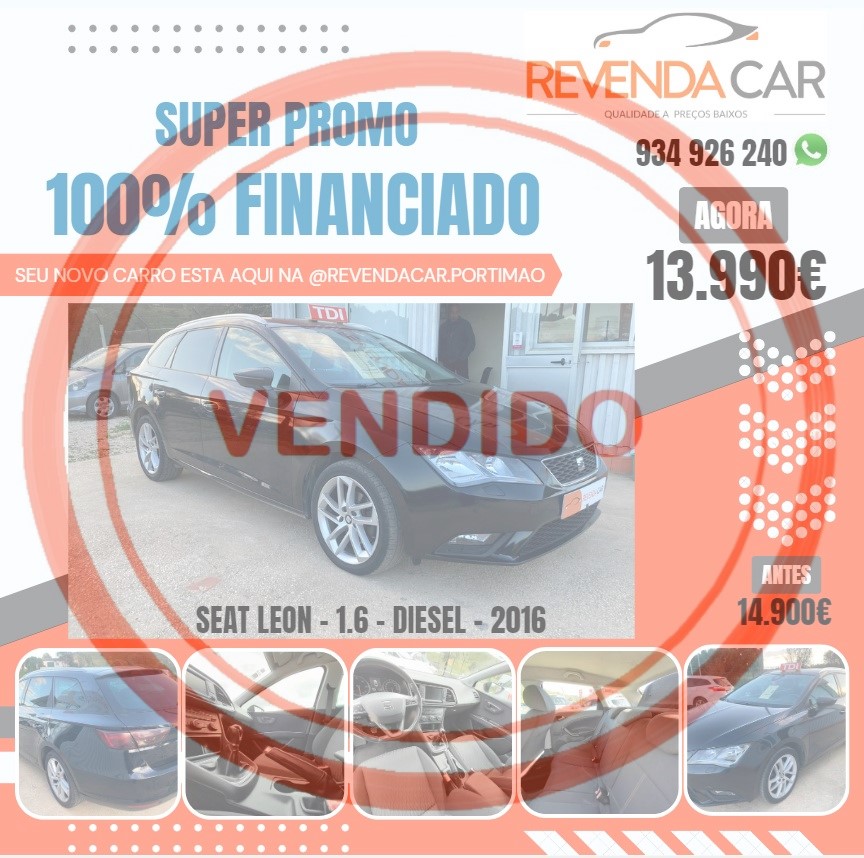 REVENDA CAR
QUALIDADE A PREÇOS BAIXOS
SUPER PROMO
934 926 240
100% FINANCIADO
AGORA
13.990€
SEU NOVO CARRO ESTA AQUI NA @REVENDACAR.PORTIMAO
TDI
VENDIDO
ANTES
14.900€
SEAT LEON - 1.6 - DIESEL - 2016
TDI